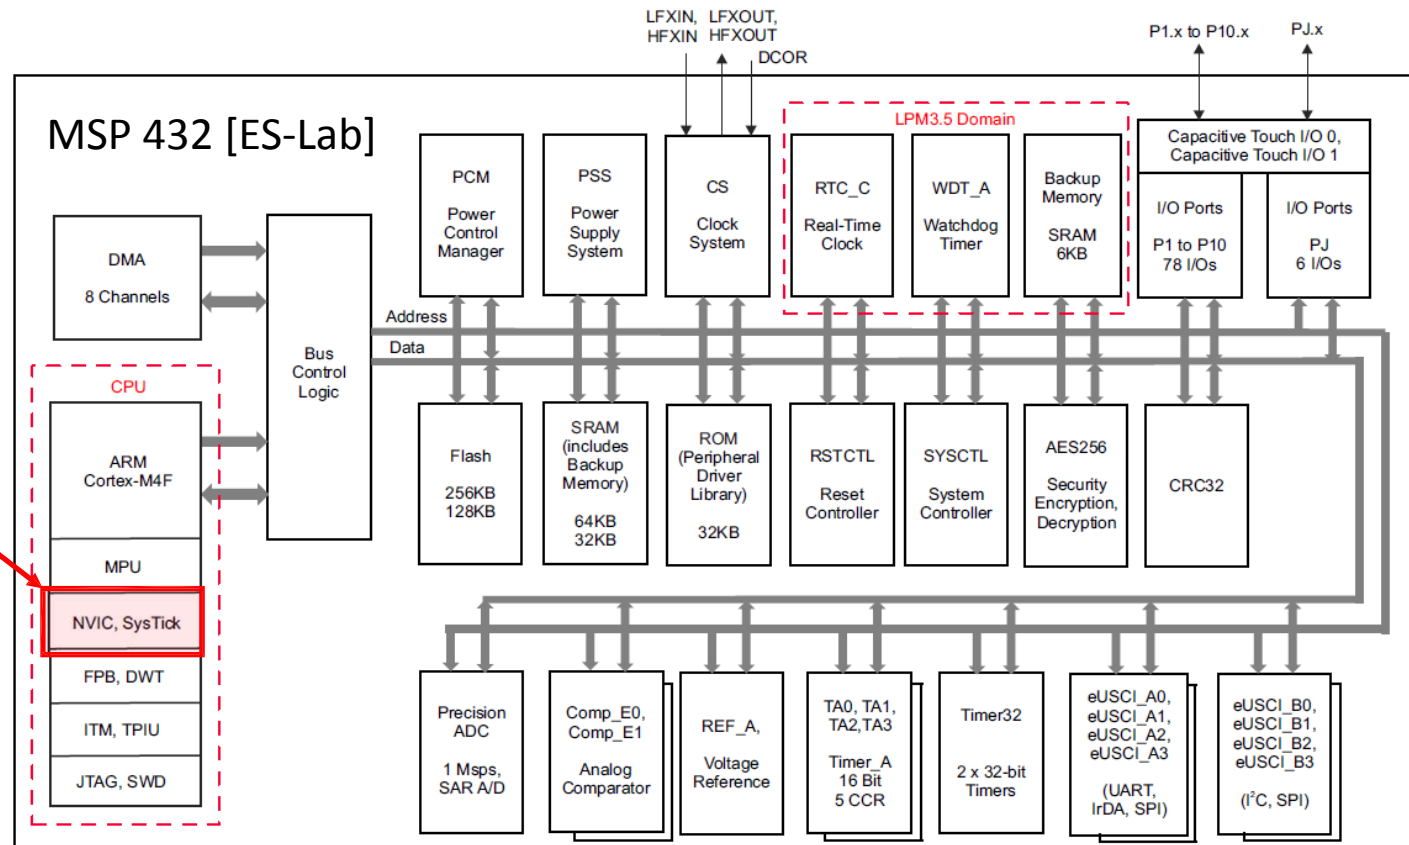 LFXIN, LFXOUT,
HFXIN HFXOUT
DCOR
P1.x to P10.x
PJ.x
MSP 432 [ES-Lab]
LPM3.5 Domain
PCM
Power
Control
Manager
PSS
Power
Supply
System
CS
Clock
System
RTC_C
Real-Time
Clock
WDT_A
Watchdog
Timer
Backup
Memory
SRAM
6KB
Capacitive Touch I/O 0,
Capacitive Touch I/O 1
I/O Ports
P1 to P10
78 I/Os
I/O Ports
PJ
6 I/Os
DMA
8 Channels
Bus
Control
Logic
Address
Data
CPU
ARM
Cortex-M4F
MPU
NVIC, SysTick
FPB, DWT
ITM, TPIU
JTAG, SWD
Flash
256KB
128KB
SRAM
(includes
Backup
Memory)
64KB
32KB
ROM
(Peripheral
Driver
Library)
32KB
RSTCTL
Reset
Controller
SYSCTL
System
Controller
AES256
Security
Encryption,
Decryption
CRC32
Precision
ADC
1 Msps,
SAR A/D
Comp_E0,
Comp_E1
Analog
Comparator
REF_A,
Voltage
Reference
TA0, TA1,
TA2,TA3
Timer_A
16 Bit
5 CCR
Timer32
2 x 32-bit
Timers
eUSCI_A0,
eUSCI_A1,
eUSCI_A2,
eUSCI_A3
(UART,
IrDA, SPI)
eUSCI_B0,
eUSCI_B1,
eUSCI_B2,
eUSCI_B3
(I²C, SPI)